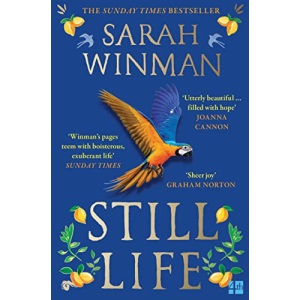 THE SUNDAY TIMES BESTSELLER
SARAH
WINMAN
'Utterly beautiful ...
filled with hope'
JOANNA
CANNON
'Winman's pages
teem with boisterous,
exuberant life'
SUNDAY TIMES
'Sheer joy'
GRAHAM NORTON
STILL
LIFE
4th